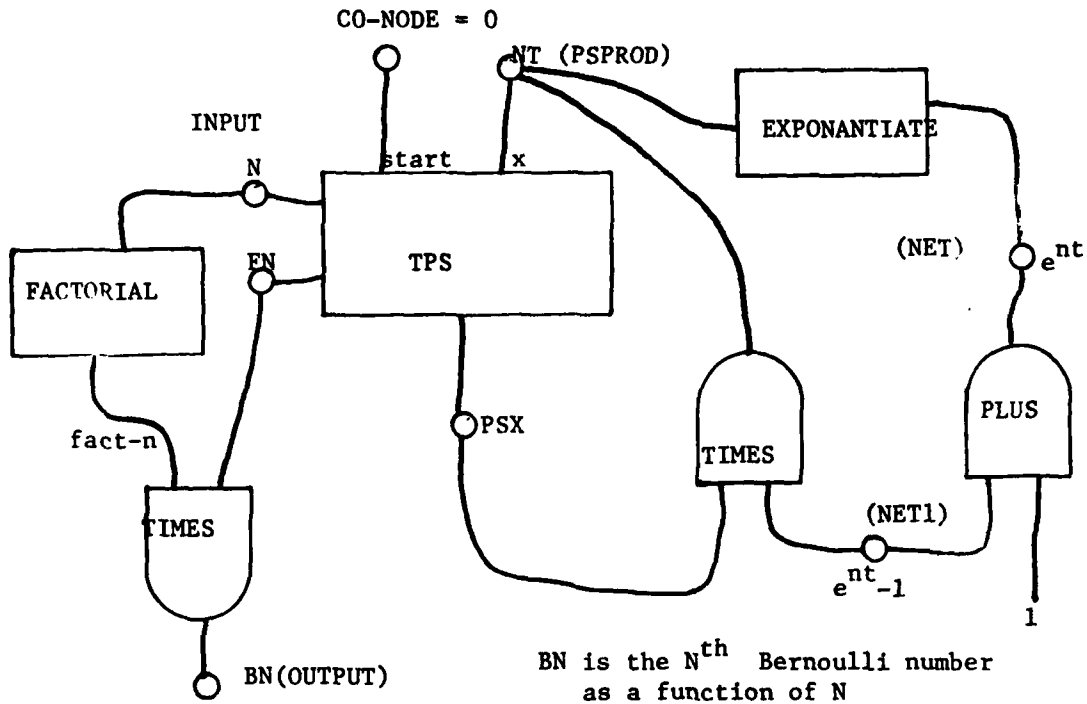 CO-NODE = 0
NT (PSPROD)
INPUT
EXPONANTIATE
start x
N
(NET)
e^nt
FN
TPS
FACTORIAL
PSX
PLUS
fact-n
TIMES
(NET1)
TIMES
e^nt-1
1
BN(OUTPUT)
BN is the N^th Bernoulli number
as a function of N